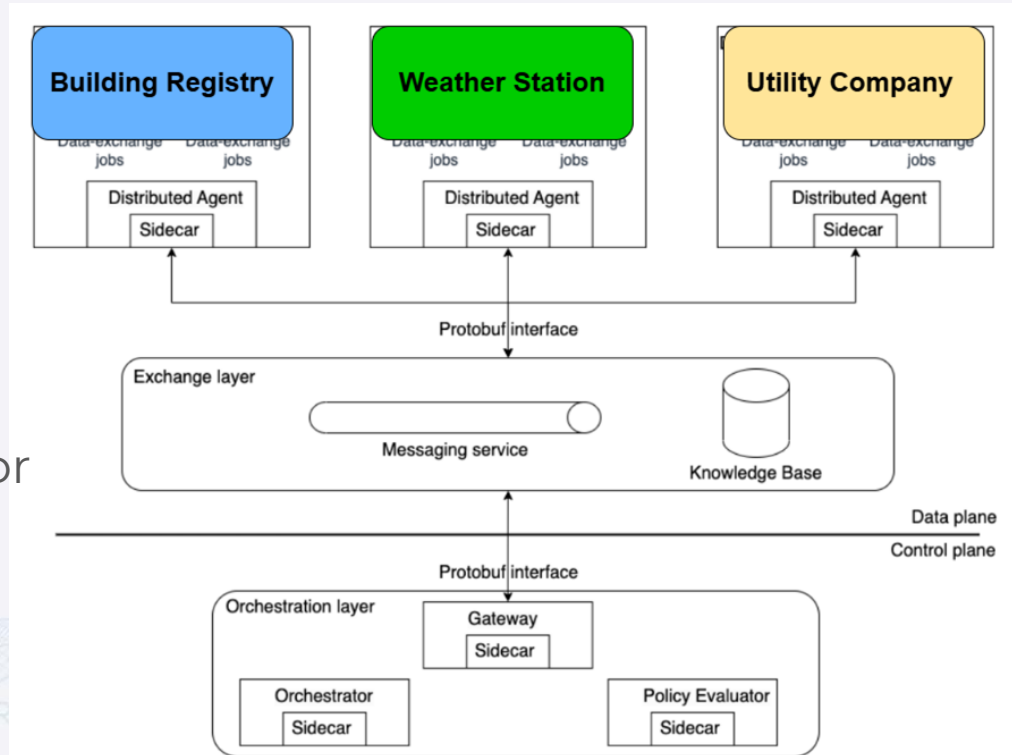 Building Registry
Weather Station
Utility Company
Data-exchange Data-exchange Data-exchange Data-exchange Data-exchange Data-exchange
jobs jobs jobs jobs jobs jobs
Distributed Agent Distributed Agent Distributed Agent
Sidecar Sidecar Sidecar
Protobuf interface
Exchange layer
Messaging service
or
Knowledge Base
Data plane
Control plane
Protobuf interface
Orchestration layer
Gateway
Sidecar
Orchestrator Policy Evaluator
Sidecar Sidecar